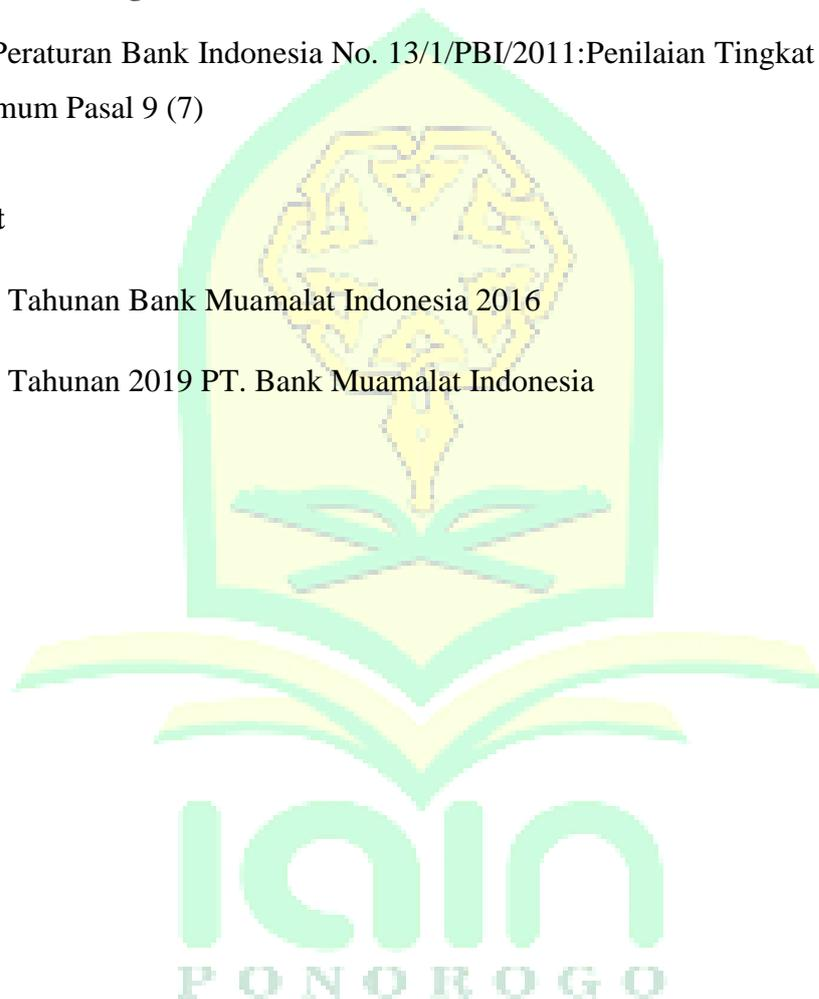 Peraturan Bank Indonesia No. 13/1/PBI/2011:Penilaian Tingkat
mum Pasal 9 (7)
t
Tahunan Bank Muamalat Indonesia 2016
Tahunan 2019 PT. Bank Muamalat Indonesia
iain
PONOROGO